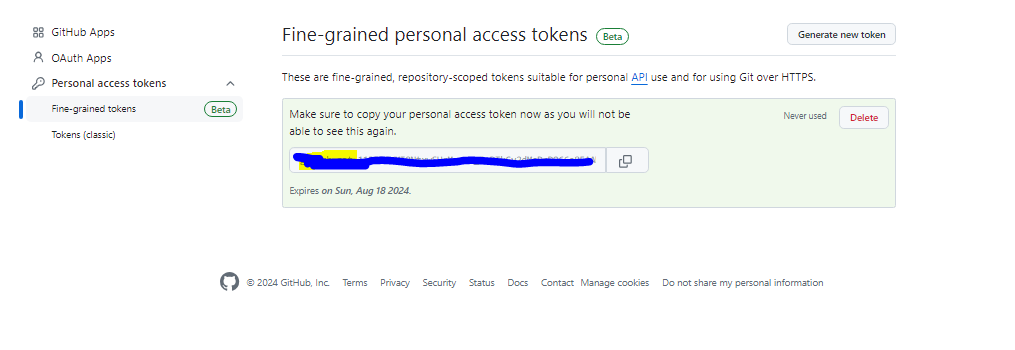 GitHub Apps
OAuth Apps
Personal access tokens
Fine-grained tokens Beta
Tokens (classic)
Fine-grained personal access tokens Beta
Generate new token
These are fine-grained, repository-scoped tokens suitable for personal API use and for using Git over HTTPS.
Make sure to copy your personal access token now as you will not be
able to see this again.
Never used
Delete
Expires on Sun, Aug 18 2024.
© 2024 GitHub, Inc. Terms Privacy Security Status Docs Contact Manage cookies Do not share my personal information